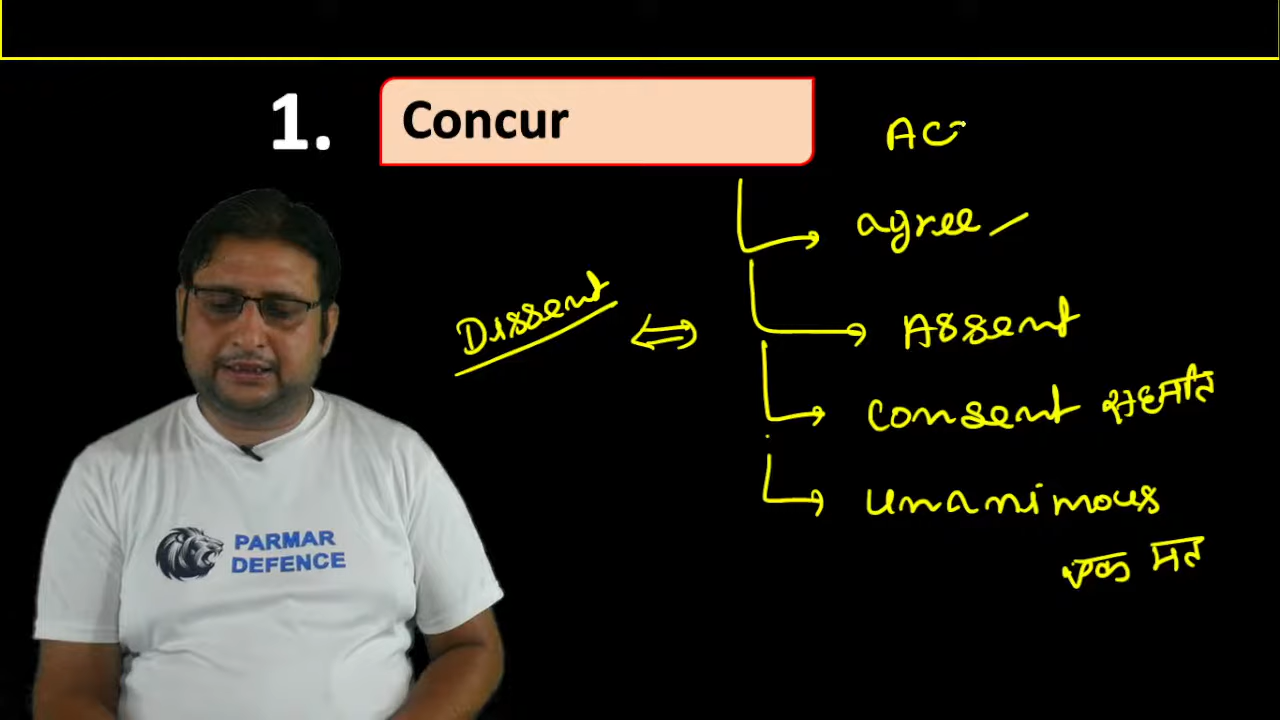 1. Concur
AC
agree
Dissent
Assent
consent सहमति
unanimous
एक मत
PARMAR
DEFENCE